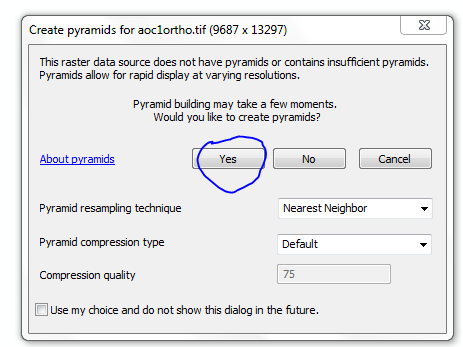 Create pyramids for aoc1ortho.tif (9687 x 13297)
This raster data source does not have pyramids or contains insufficient pyramids.
Pyramids allow for rapid display at varying resolutions.
Pyramid building may take a few moments.
Would you like to create pyramids?
About pyramids Yes No Cancel
Pyramid resampling technique Nearest Neighbor
Pyramid compression type Default
Compression quality 75
Use my choice and do not show this dialog in the future.